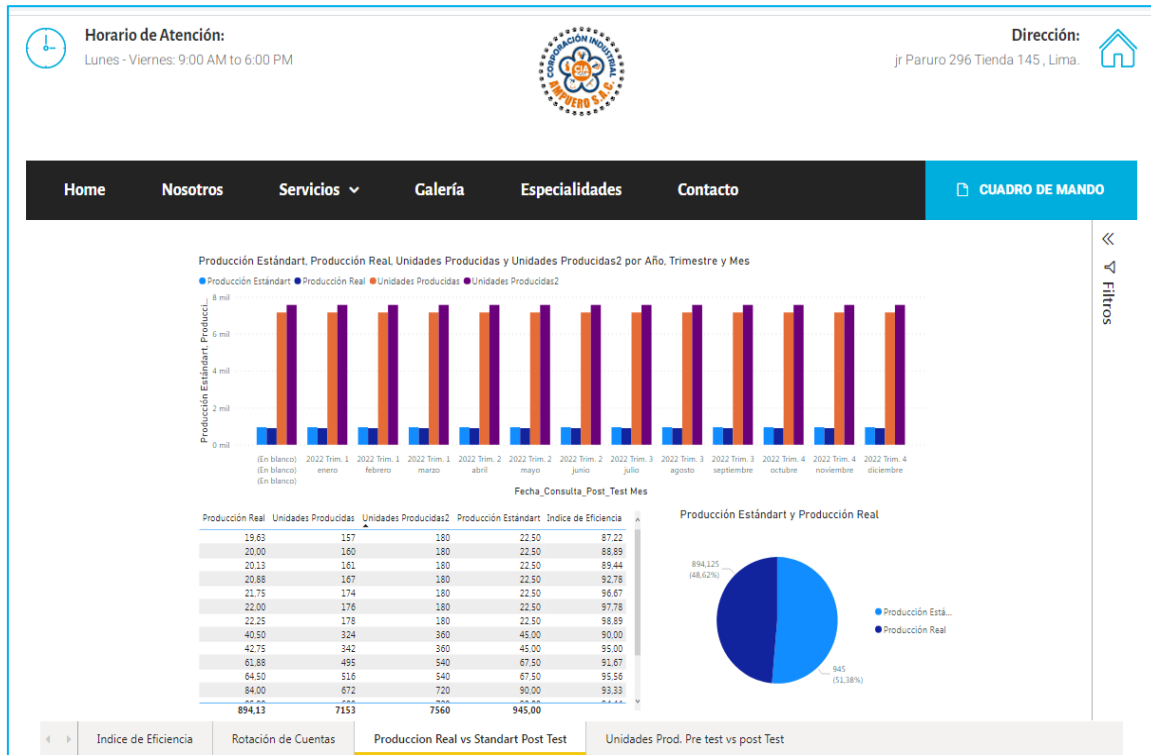 Horario de Atención:
Lunes - Viernes: 9:00 AM to 6:00 PM
CORPORACIÓN INDUSTRIAL
CIA
AMPUERO S.A.C.
Dirección:
jr Paruro 296 Tienda 145 , Lima.
Home Nosotros Servicios Galería Especialidades Contacto CUADRO DE MANDO
Filtros
Producción Estándart, Producción Real, Unidades Producidas y Unidades Producidas2 por Año, Trimestre y Mes
Producción Estándart Producción Real Unidades Producidas Unidades Producidas2
Producción Estándart, Producci...
8 mil
6 mil
4 mil
2 mil
0 mil
(En blanco) 2022 Trim. 1 2022 Trim. 1 2022 Trim. 1 2022 Trim. 2 2022 Trim. 2 2022 Trim. 2 2022 Trim. 3 2022 Trim. 3 2022 Trim. 3 2022 Trim. 4 2022 Trim. 4 2022 Trim. 4
(En blanco) enero febrero marzo abril mayo junio julio agosto septiembre octubre noviembre diciembre
(En blanco)
Fecha_Consulta_Post_Test Mes
Producción Real Unidades Producidas Unidades Producidas2 Producción Estándart Indice de Eficiencia
19,63 157 180 22,50 87,22
20,00 160 180 22,50 88,89
20,13 161 180 22,50 89,44
20,88 167 180 22,50 92,78
21,75 174 180 22,50 96,67
22,00 176 180 22,50 97,78
22,25 178 180 22,50 98,89
40,50 324 360 45,00 90,00
42,75 342 360 45,00 95,00
61,88 495 540 67,50 91,67
64,50 516 540 67,50 95,56
84,00 672 720 90,00 93,33
894,13 7153 7560 945,00
Producción Estándart y Producción Real
894,125
(48,62%)
Producción Está...
Producción Real
945
(51,38%)
Indice de Eficiencia Rotación de Cuentas Produccion Real vs Standart Post Test Unidades Prod. Pre test vs post Test